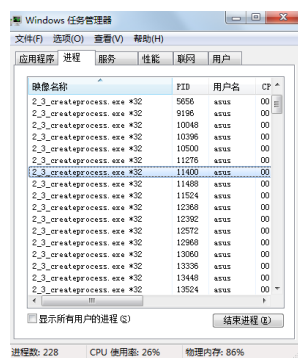 Windows 任务管理器
文件(F) 选项(O) 查看(V) 帮助(H)
应用程序 进程 服务 性能 联网 用户
映像名称 PID 用户名 CP
2_3_createprocess.exe *32 5656 asus 00
2_3_createprocess.exe *32 9196 asus 00
2_3_createprocess.exe *32 10048 asus 00
2_3_createprocess.exe *32 10396 asus 00
2_3_createprocess.exe *32 10500 asus 00
2_3_createprocess.exe *32 11276 asus 00
2_3_createprocess.exe *32 11400 asus 00
2_3_createprocess.exe *32 11488 asus 00
2_3_createprocess.exe *32 11524 asus 00
2_3_createprocess.exe *32 12368 asus 00
2_3_createprocess.exe *32 12392 asus 00
2_3_createprocess.exe *32 12572 asus 00
2_3_createprocess.exe *32 12968 asus 00
2_3_createprocess.exe *32 13060 asus 00
2_3_createprocess.exe *32 13336 asus 00
2_3_createprocess.exe *32 13448 asus 00
2_3_createprocess.exe *32 13524 asus 00
显示所有用户的进程(S) 结束进程(E)
进程数: 228 CPU 使用率: 26% 物理内存: 86%